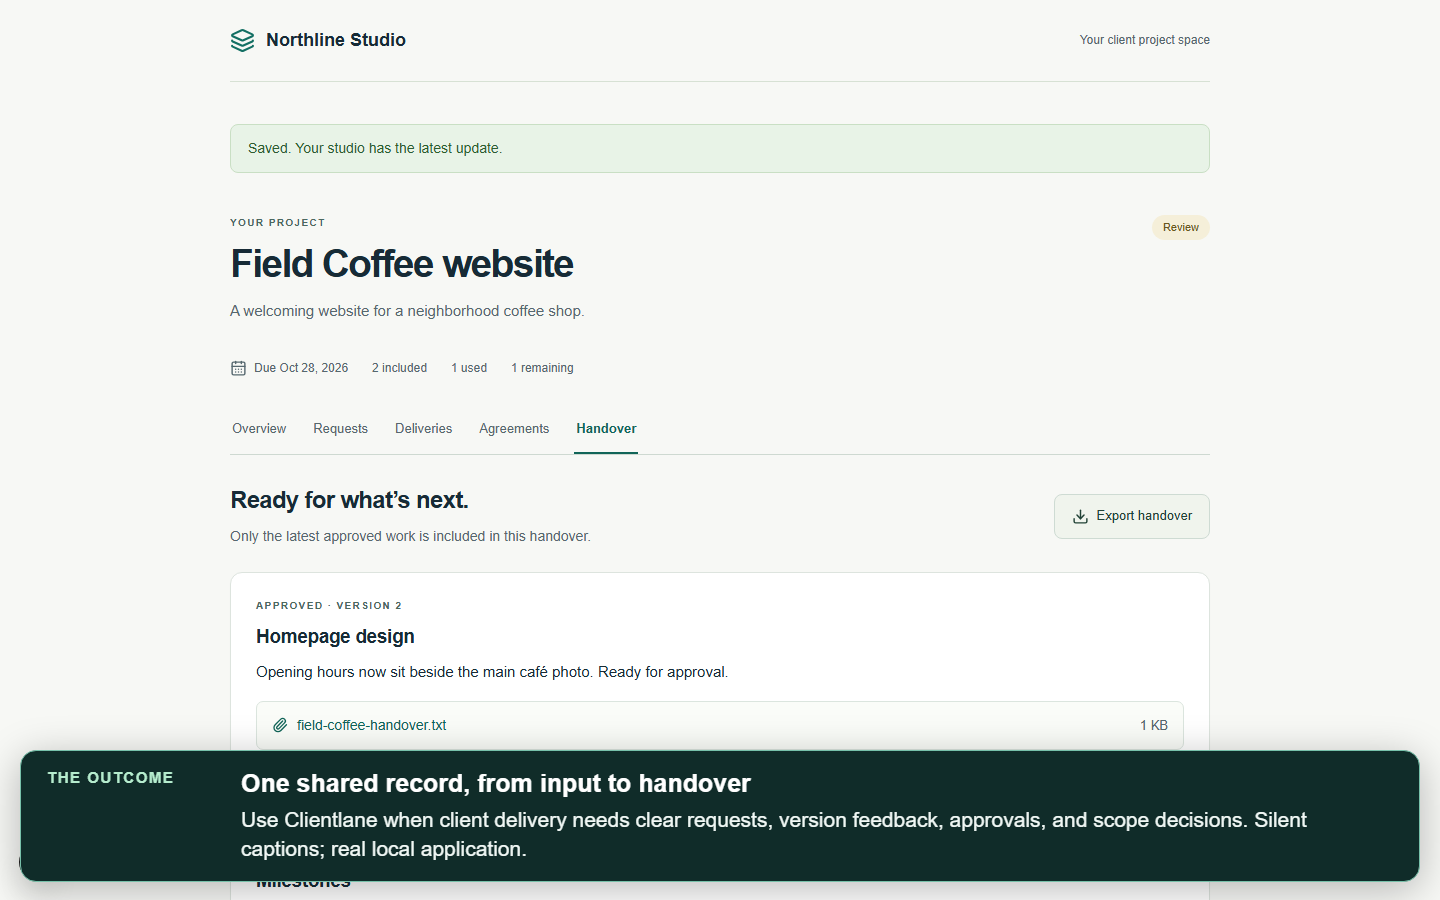 Northline Studio
Your client project space
Saved. Your studio has the latest update.
YOUR PROJECT
Review
Field Coffee website
A welcoming website for a neighborhood coffee shop.
Due Oct 28, 2026
2 included
1 used
1 remaining
Overview
Requests
Deliveries
Agreements
Handover
Ready for what’s next.
Export handover
Only the latest approved work is included in this handover.
APPROVED · VERSION 2
Homepage design
Opening hours now sit beside the main café photo. Ready for approval.
field-coffee-handover.txt
1 KB
THE OUTCOME
One shared record, from input to handover
Use Clientlane when client delivery needs clear requests, version feedback, approvals, and scope decisions. Silent
captions; real local application.
Milestones